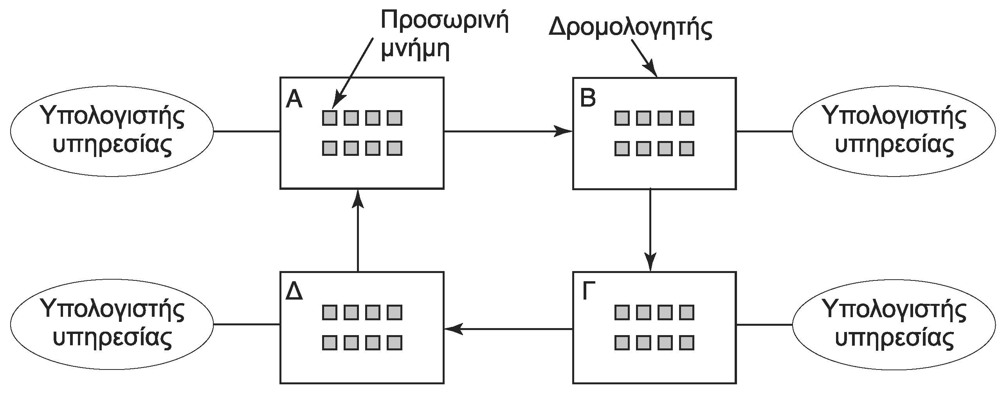 Προσωρινή
μνήμη
Δρομολογητής
Υπολογιστής
υπηρεσίας
Α
Β
Υπολογιστής
υπηρεσίας
Υπολογιστής
υπηρεσίας
Δ
Γ
Υπολογιστής
υπηρεσίας